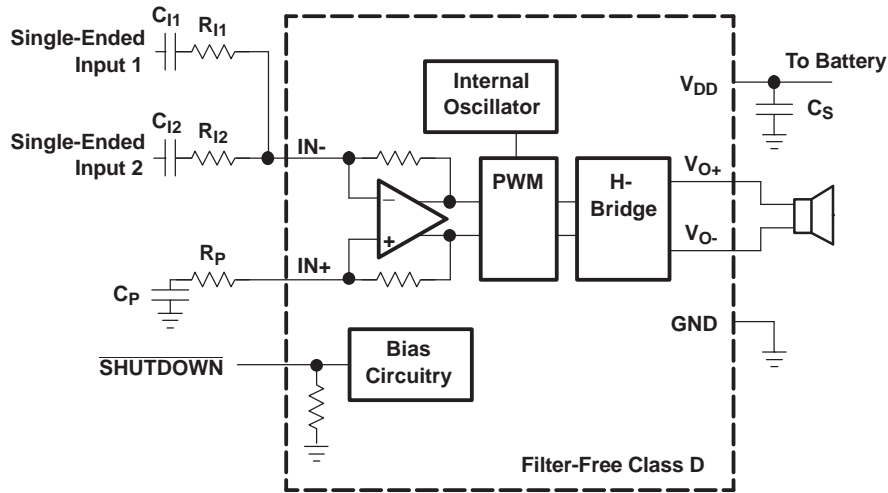 C_I1 R_I1
Single-Ended
Input 1
C_I2 R_I2
Single-Ended
Input 2
IN-
R_P
IN+
C_P
SHUTDOWN
Bias
Circuitry
Internal
Oscillator
−
+
PWM
H-
Bridge
V_DD
To Battery
C_S
V_O+
V_O-
GND
Filter-Free Class D